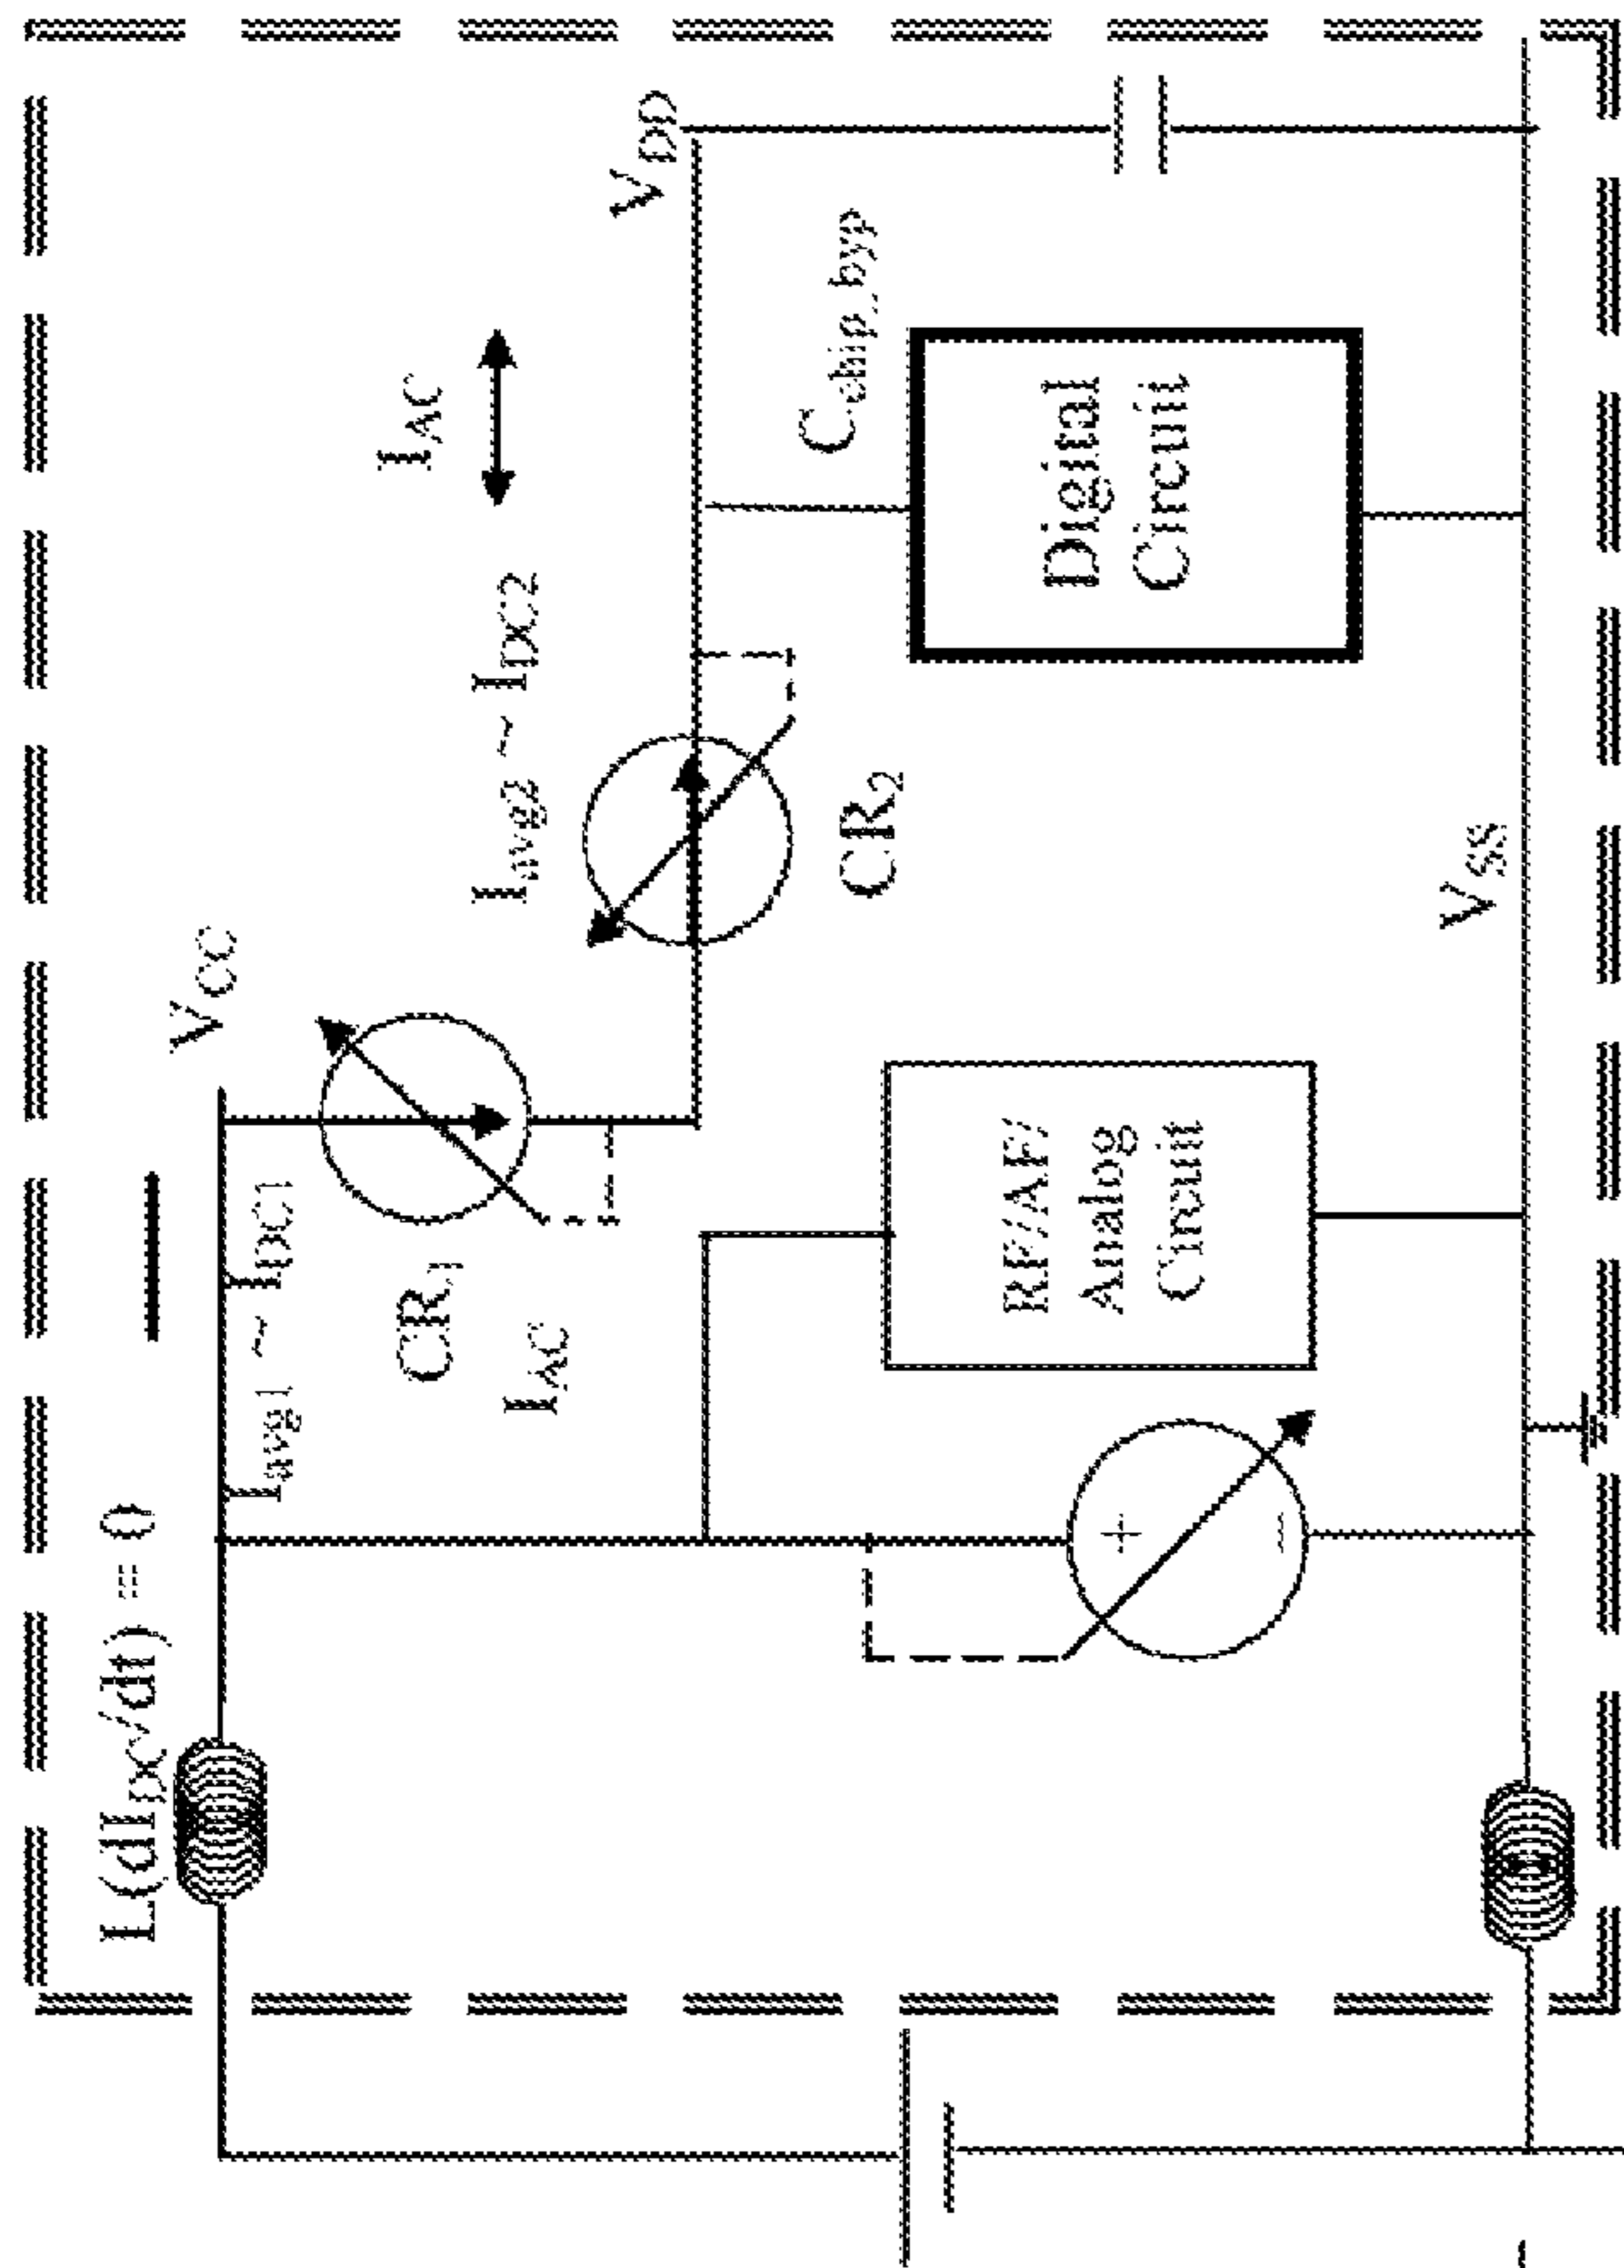 L(dI_DC/dt) = 0
V_CC
I_avg1 ~ I_DC1
CR_1
I_AC
I_avg2 ~ I_DC2
I_AC
CR_2
V_DD
C_chip_byp
RF/AF/
Analog
Circuit
Digital
Circuit
+
−
V_SS